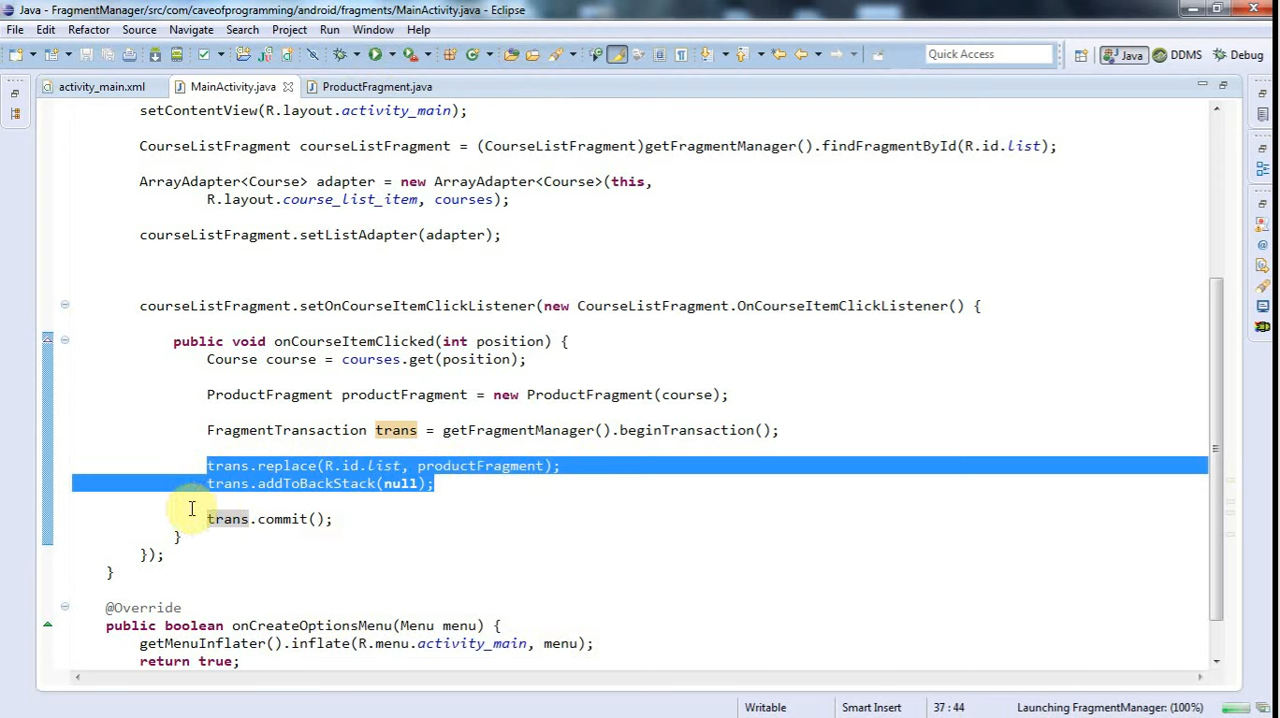 Java - FragmentManager/src/com/caveofprogramming/android/fragments/MainActivity.java - Eclipse
File Edit Refactor Source Navigate Search Project Run Window Help
Quick Access Java DDMS Debug
activity_main.xml MainActivity.java ProductFragment.java
setContentView(R.layout.activity_main);
CourseListFragment courseListFragment = (CourseListFragment)getFragmentManager().findFragmentById(R.id.list);
ArrayAdapter<Course> adapter = new ArrayAdapter<Course>(this,
R.layout.course_list_item, courses);
courseListFragment.setListAdapter(adapter);
courseListFragment.setOnCourseItemClickListener(new CourseListFragment.OnCourseItemClickListener() {
public void onCourseItemClicked(int position) {
Course course = courses.get(position);
ProductFragment productFragment = new ProductFragment(course);
FragmentTransaction trans = getFragmentManager().beginTransaction();
trans.replace(R.id.list, productFragment);
trans.addToBackStack(null);
trans.commit();
}
});
}
@Override
public boolean onCreateOptionsMenu(Menu menu) {
getMenuInflater().inflate(R.menu.activity_main, menu);
return true;
Writable Smart Insert 37 : 44 Launching FragmentManager: (100%)